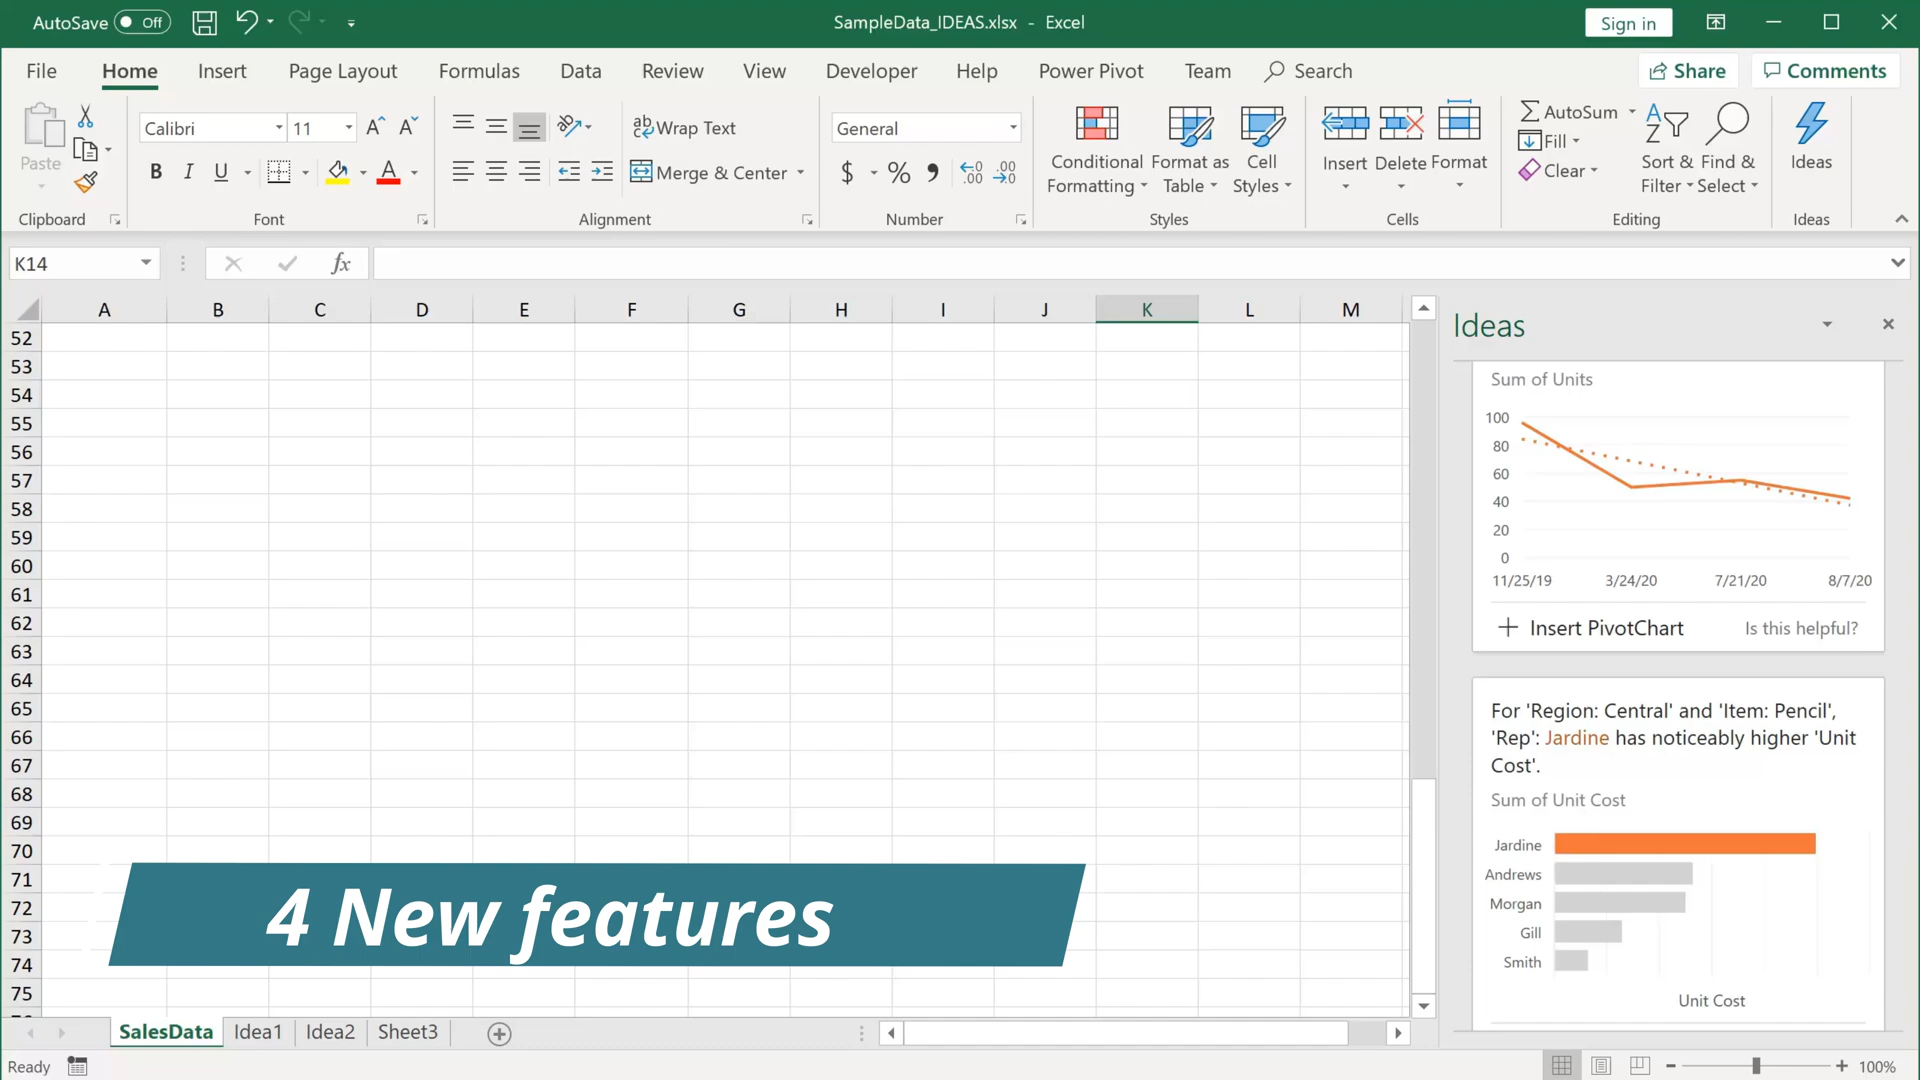 AutoSave Off
SampleData_IDEAS.xlsx - Excel
Sign in
File Home Insert Page Layout Formulas Data Review View Developer Help Power Pivot Team Search
Share Comments
Paste
Clipboard
Calibri 11
B I U
Font
Wrap Text
Merge & Center
Alignment
General
$ % ,
Number
Conditional Formatting
Format as Table
Cell Styles
Styles
Insert Delete Format
Cells
AutoSum
Fill
Clear
Sort & Filter
Find & Select
Editing
Ideas
Ideas
K14
fx
A B C D E F G H I J K L M
52
53
54
55
56
57
58
59
60
61
62
63
64
65
66
67
68
69
70
71
72
73
74
75
4 New features
Ideas
Sum of Units
100
80
60
40
20
0
11/25/19 3/24/20 7/21/20 8/7/20
Insert PivotChart Is this helpful?
For 'Region: Central' and 'Item: Pencil',
'Rep': Jardine has noticeably higher 'Unit
Cost'.
Sum of Unit Cost
Jardine
Andrews
Morgan
Gill
Smith
Unit Cost
SalesData Idea1 Idea2 Sheet3
Ready
100%